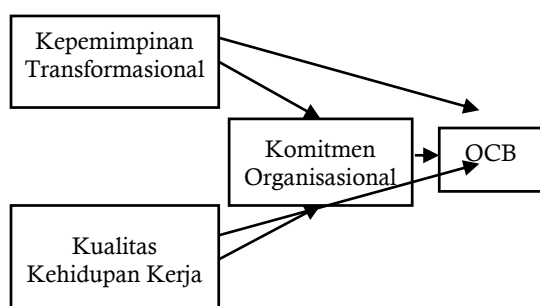 Kepemimpinan
Transformasional
Komitmen
Organisasional
OCB
Kualitas
Kehidupan Kerja